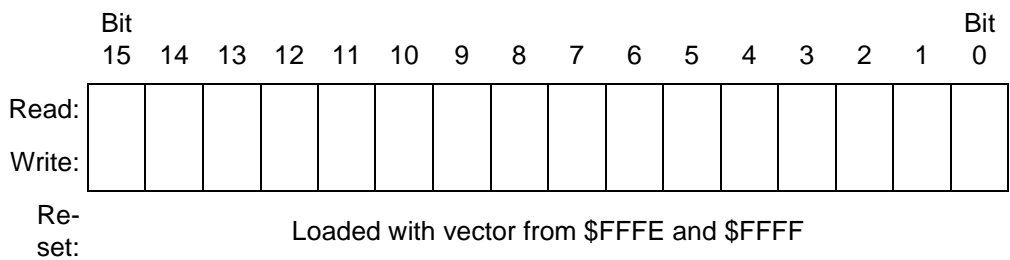 Bit Bit
15 14 13 12 11 10 9 8 7 6 5 4 3 2 1 0
Read:
Write:
Re-
set:
Loaded with vector from $FFFE and $FFFF